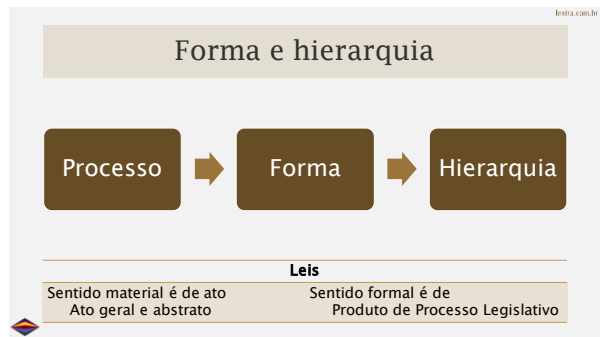 lextra.com.br
Forma e hierarquia
Processo
Forma
Hierarquia
Leis
Sentido material é de ato
Ato geral e abstrato
Sentido formal é de
Produto de Processo Legislativo